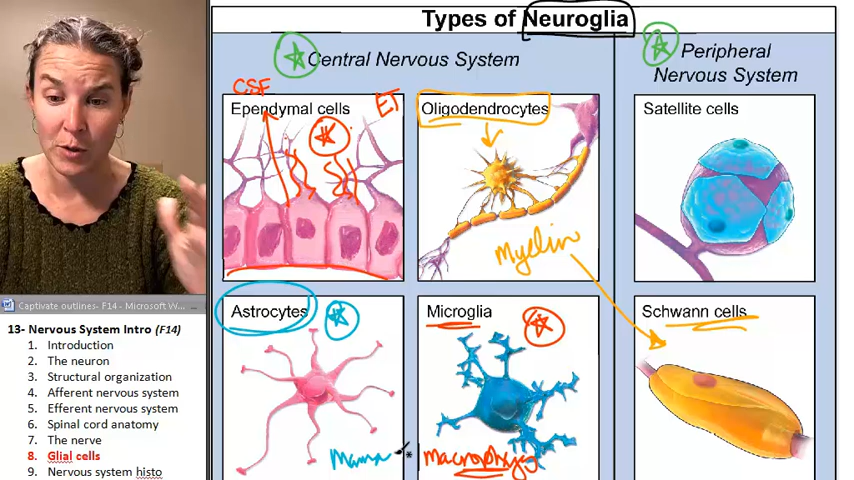 Types of Neuroglia
Central Nervous System
Peripheral
Nervous System
CSF
Ependymal cells
ET
Oligodendrocytes
Satellite cells
Myelin
Astrocytes
Microglia
Schwann cells
Mama
Macrophages
Captivate outlines- F14 - Microsoft W...
13- Nervous System Intro (F14)
1. Introduction
2. The neuron
3. Structural organization
4. Afferent nervous system
5. Efferent nervous system
6. Spinal cord anatomy
7. The nerve
8. Glial cells
9. Nervous system histo